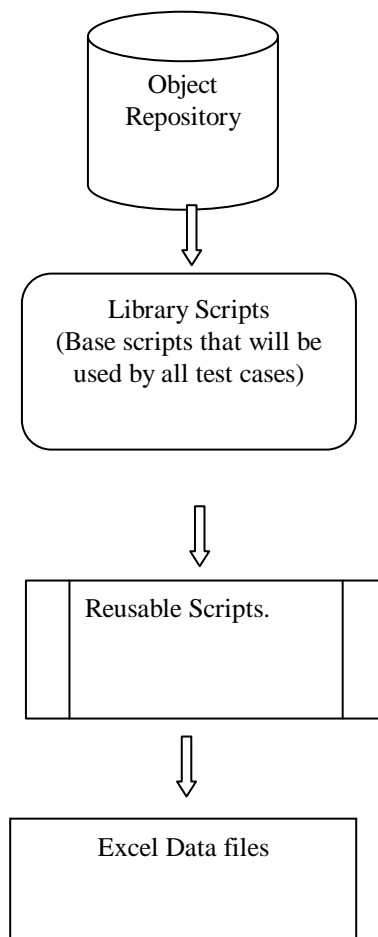 Object
Repository
Library Scripts
(Base scripts that will be
used by all test cases)
Reusable Scripts.
Excel Data files